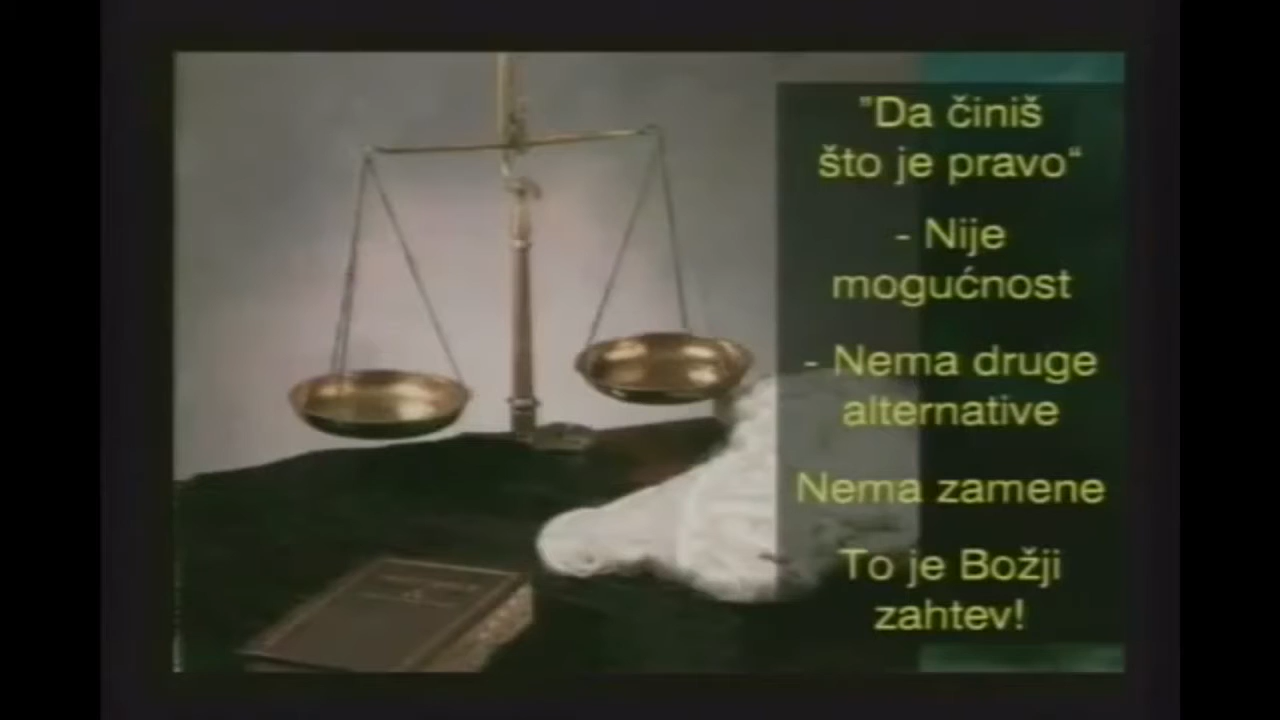 "Da činiš
što je pravo“
- Nije
mogućnost
- Nema druge
alternative
Nema zamene
To je Božji
zahtev!